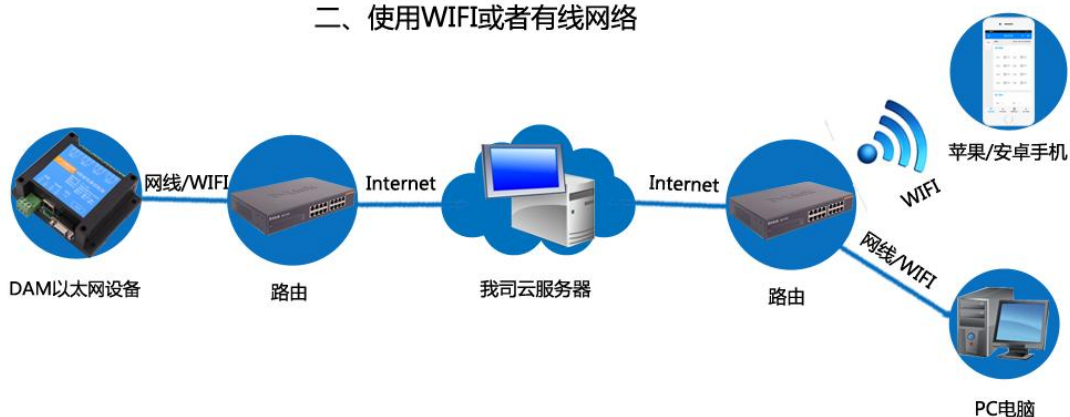 二、使用WIFI或者有线网络
苹果/安卓手机
网线/WIFI
Internet
Internet
WIFI
网线/WIFI
DAM以太网设备
路由
我司云服务器
路由
PC电脑